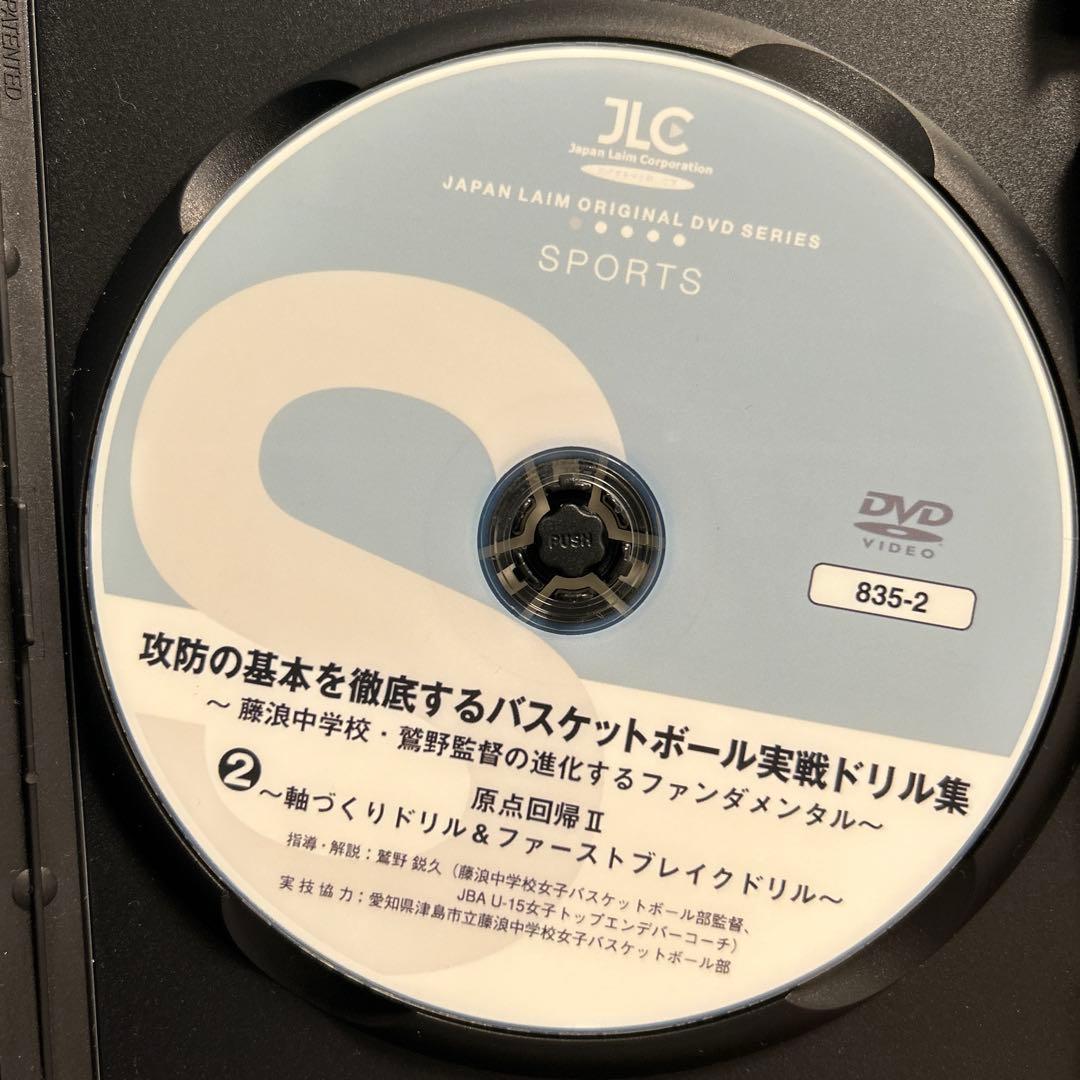 PATENTED
JLC
Japan Laim Corporation
JAPAN LAIM ORIGINAL DVD SERIES
SPORTS
DVD
VIDEO
835-2
PUSH
攻防の基本を徹底するバスケットボール実戦ドリル集
～ 藤浪中学校・鷲野監督の進化するファンダメンタル～
❷ 原点回帰Ⅱ
～軸づくりドリル＆ファーストブレイクドリル～
指導・解説：鷲野 鋭久（藤浪中学校女子バスケットボール部監督、
JBA U-15女子トップエンデバーコーチ）
実技協力：愛知県津島市立藤浪中学校女子バスケットボール部